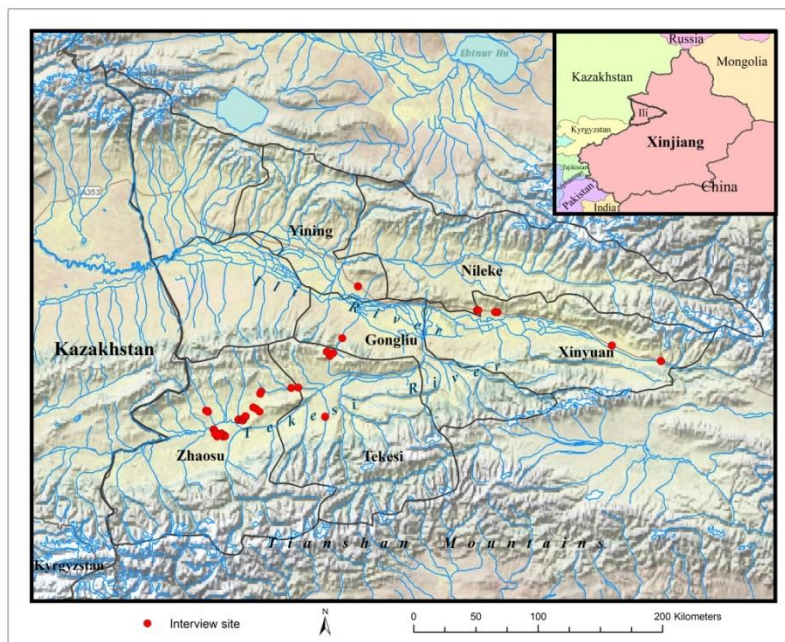 Ebinur Hu
Russia
Kazakhstan
Mongolia
Ili
Kyrgyzstan
Xinjiang
Tajikistan
China
Pakistan
India
A353
Yining
Nileke
Ili River
Kazakhstan
Gongliu
Xinyuan
Tekesi River
Zhaosu
Tekesi
Tianshan Mountains
Kyrgyzstan
Interview site
N
0 50 100 200 Kilometers